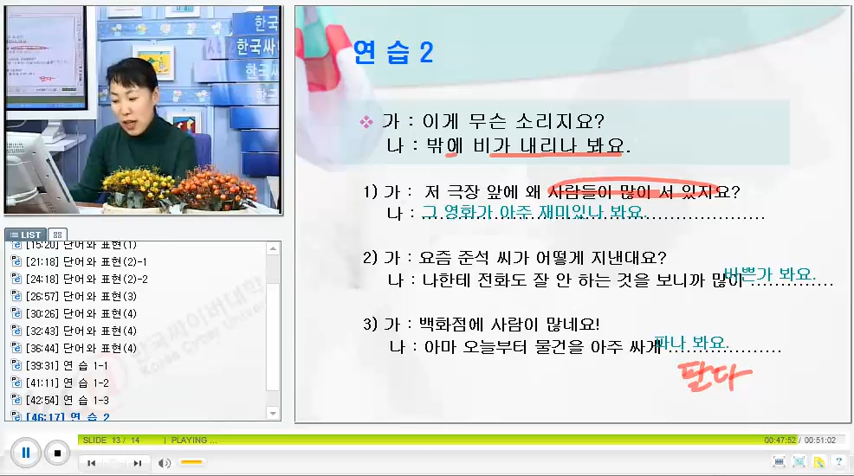 연 습 2
❖ 가 : 이게 무슨 소리지요?
나 : 밖에 비가 내리나 봐요.
1) 가 : 저 극장 앞에 왜 사람들이 많이 서 있지요?
나 : 그 영화가 아주 재미있나 봐요.
2) 가 : 요즘 준석 씨가 어떻게 지낸대요?
나 : 나한테 전화도 잘 안 하는 것을 보니까 많이 바쁜가 봐요.
3) 가 : 백화점에 사람이 많네요!
나 : 아마 오늘부터 물건을 아주 싸게 파나 봐요.
팔다
LIST
[15:20] 단어와 표현(1)
[21:18] 단어와 표현(2)-1
[24:18] 단어와 표현(2)-2
[26:57] 단어와 표현(3)
[30:26] 단어와 표현(4)
[32:43] 단어와 표현(4)
[36:44] 단어와 표현(4)
[39:31] 연 습 1-1
[41:11] 연 습 1-2
[42:54] 연 습 1-3
[46:17] 연 습 2
SLIDE 13 / 14 PLAYING ...
00:47:52 / 00:51:02